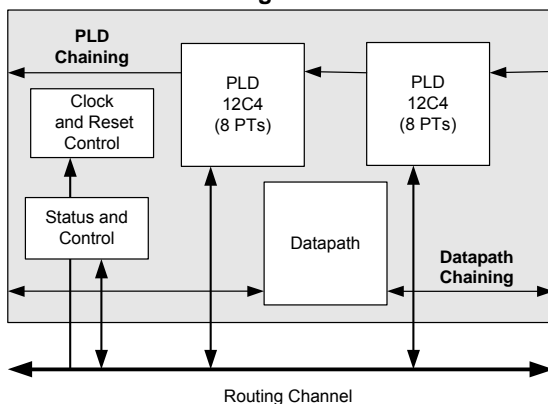 PLD
Chaining
PLD
12C4
(8 PTs)
PLD
12C4
(8 PTs)
Clock
and Reset
Control
Status and
Control
Datapath
Datapath
Chaining
Routing Channel